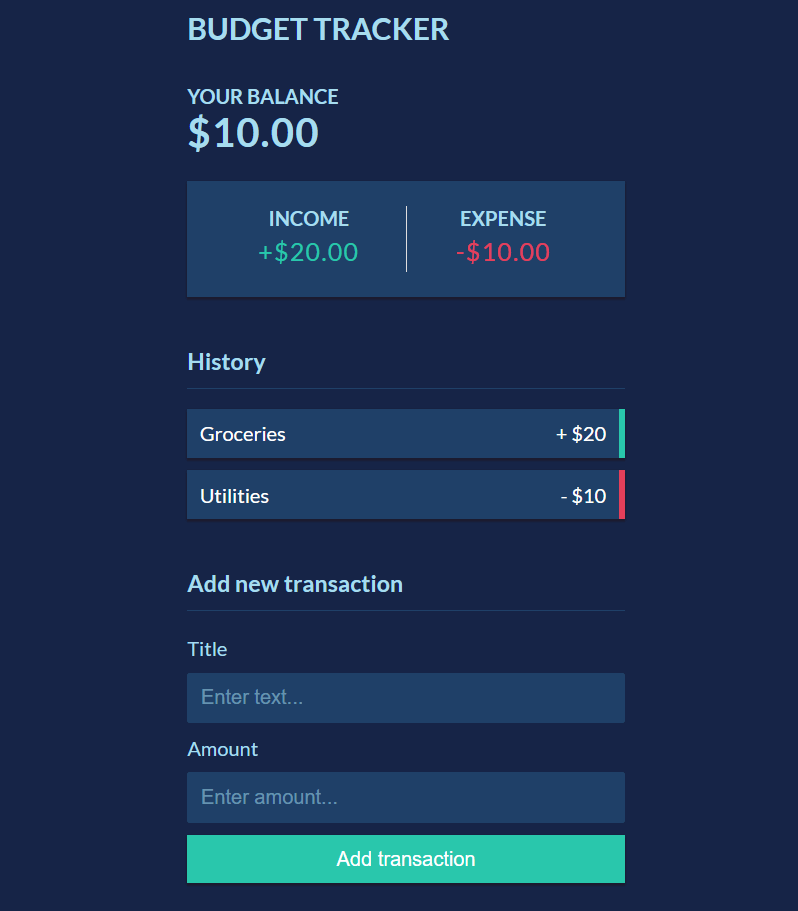 BUDGET TRACKER
YOUR BALANCE
$10.00
INCOME EXPENSE
+$20.00 -$10.00
History
Groceries + $20
Utilities - $10
Add new transaction
Title
Enter text...
Amount
Enter amount...
Add transaction